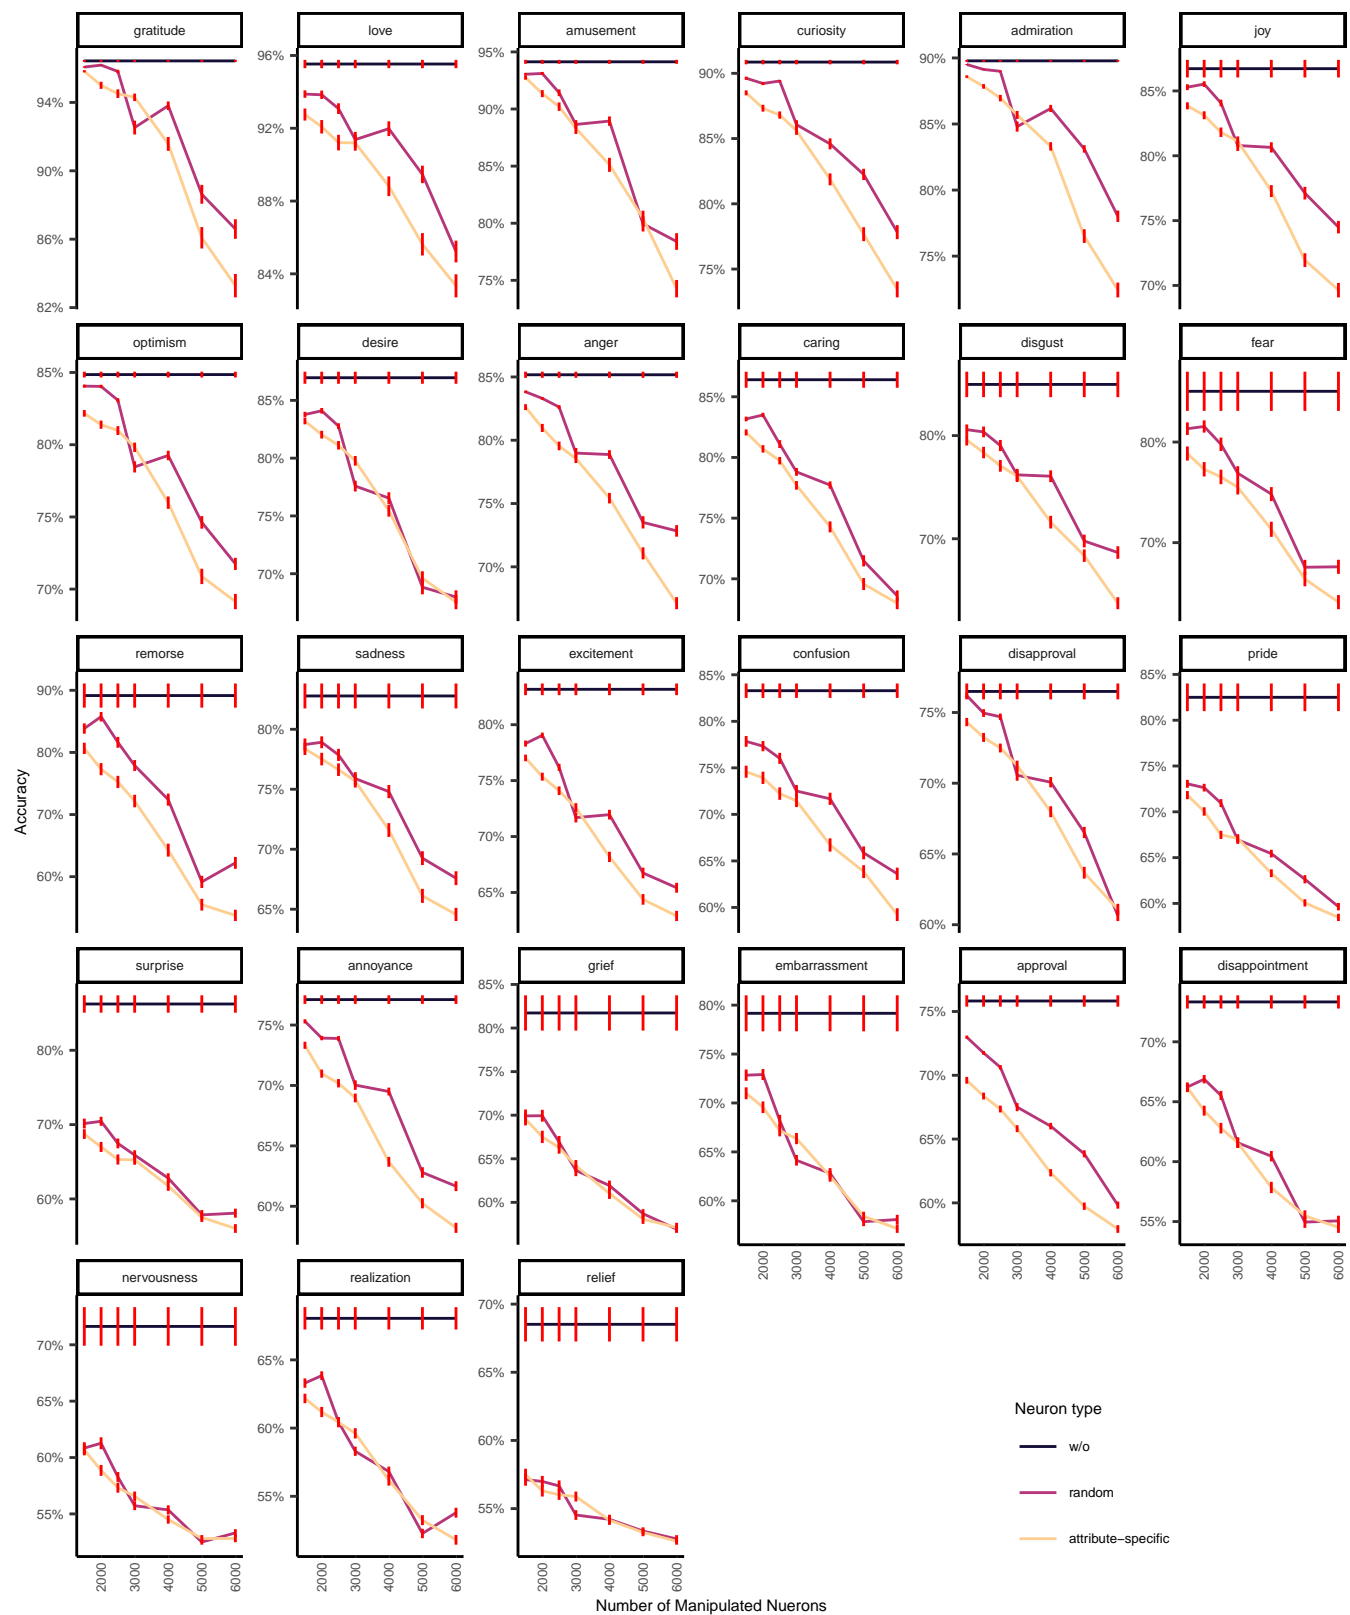 gratitude love amusement curiosity admiration joy
94% 90% 86% 82%
96% 92% 88% 84%
95% 90% 85% 80% 75%
90% 85% 80% 75%
90% 85% 80% 75%
85% 80% 75% 70%
optimism desire anger caring disgust fear
85% 80% 75% 70%
85% 80% 75% 70%
85% 80% 75% 70%
85% 80% 75% 70%
80% 70%
80% 70%
remorse sadness excitement confusion disapproval pride
90% 80% 70% 60%
80% 75% 70% 65%
80% 75% 70% 65%
85% 80% 75% 70% 65% 60%
75% 70% 65% 60%
85% 80% 75% 70% 65% 60%
Accuracy
surprise annoyance grief embarrassment approval disappointment
80% 70% 60%
75% 70% 65% 60%
85% 80% 75% 70% 65% 60%
80% 75% 70% 65% 60%
75% 70% 65% 60%
70% 65% 60% 55%
2000 3000 4000 5000 6000
2000 3000 4000 5000 6000
2000 3000 4000 5000 6000
nervousness realization relief
70% 65% 60% 55%
65% 60% 55%
70% 65% 60% 55%
2000 3000 4000 5000 6000
2000 3000 4000 5000 6000
2000 3000 4000 5000 6000
Number of Manipulated Nuerons
Neuron type
w/o
random
attribute−specific